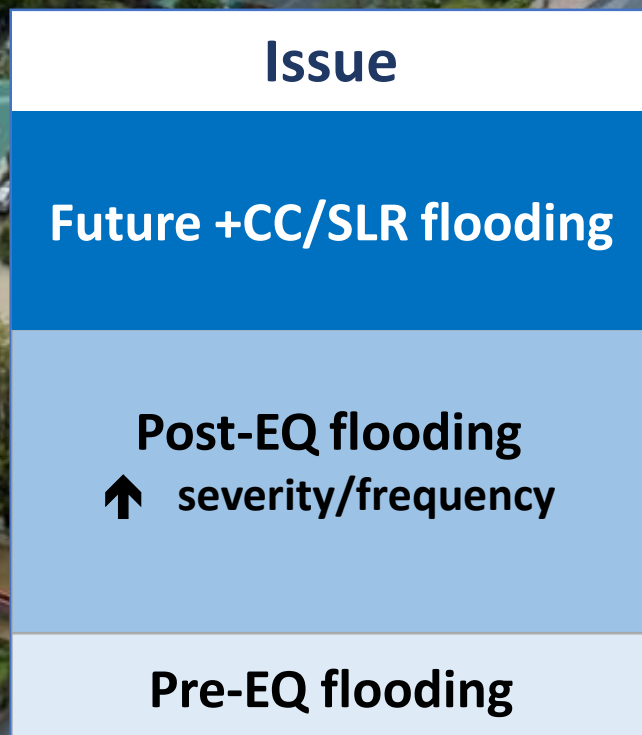 Issue
Future +CC/SLR flooding
Post-EQ flooding
↑ severity/frequency
Pre-EQ flooding